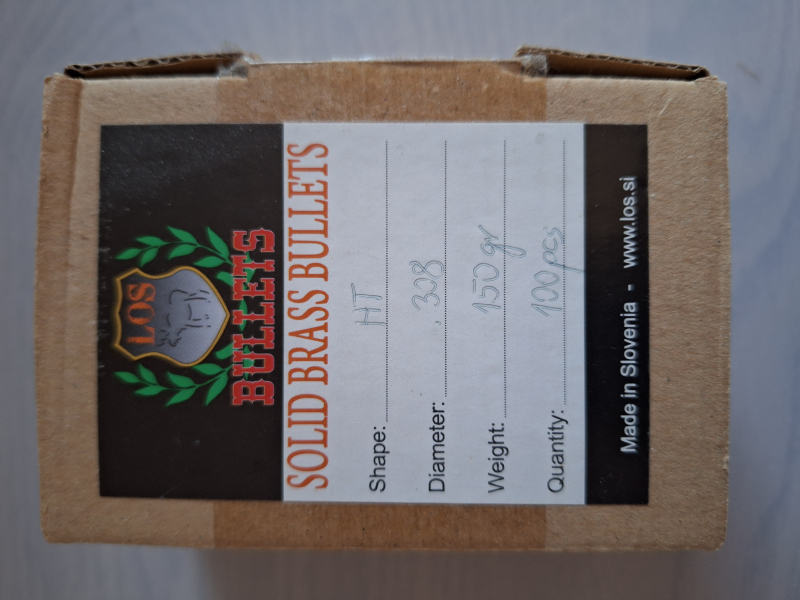 LOS
BULLETS
SOLID BRASS BULLETS
Shape: HT
Diameter: .308
Weight: 150 gr
Quantity: 100 pcs
Made in Slovenia - www.los.si